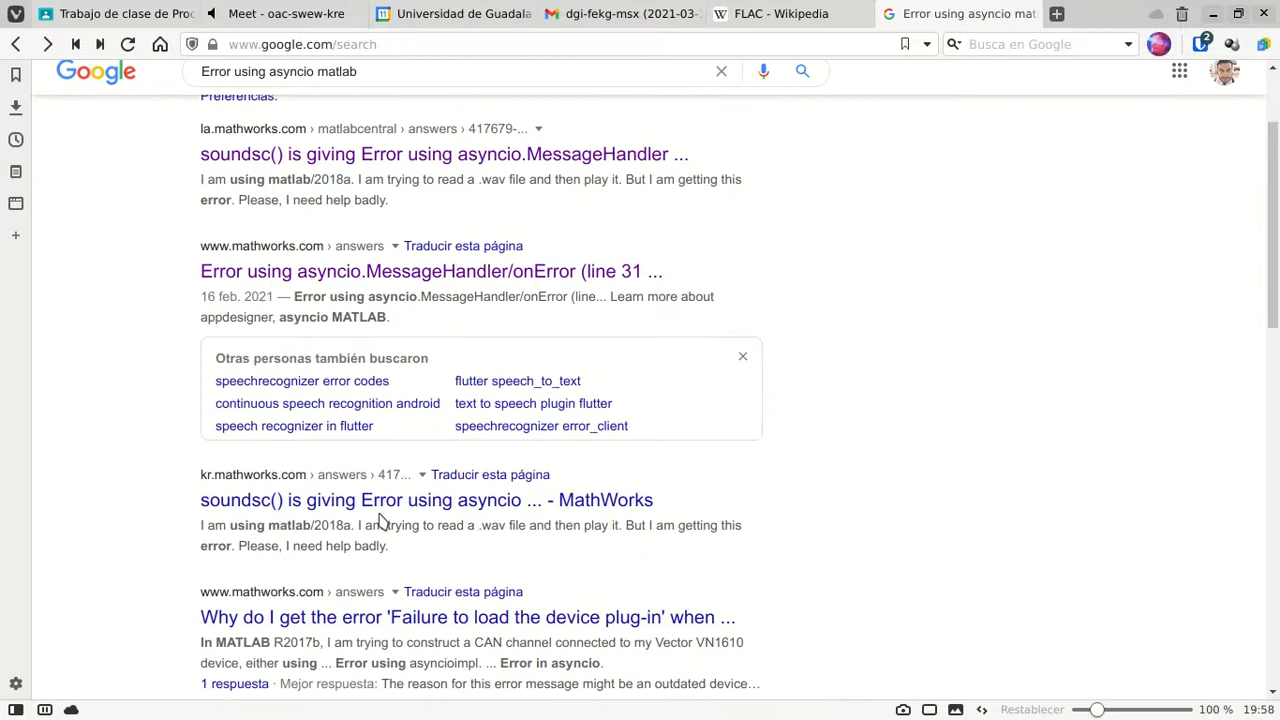 Trabajo de clase de Pro
Meet - oac-swew-kre
Universidad de Guadala
dgi-fekg-msx (2021-03-
FLAC - Wikipedia
Error using asyncio mat
www.google.com/search
Busca en Google
2
Google
Error using asyncio matlab
Preferencias.
la.mathworks.com › matlabcentral › answers › 417679-...
soundsc() is giving Error using asyncio.MessageHandler ...
I am using matlab/2018a. I am trying to read a .wav file and then play it. But I am getting this
error. Please, I need help badly.
www.mathworks.com › answers Traducir esta página
Error using asyncio.MessageHandler/onError (line 31 ...
16 feb. 2021 — Error using asyncio.MessageHandler/onError (line... Learn more about
appdesigner, asyncio MATLAB.
Otras personas también buscaron
speechrecognizer error codes
flutter speech_to_text
continuous speech recognition android
text to speech plugin flutter
speech recognizer in flutter
speechrecognizer error_client
kr.mathworks.com › answers › 417... Traducir esta página
soundsc() is giving Error using asyncio ... - MathWorks
I am using matlab/2018a. I am trying to read a .wav file and then play it. But I am getting this
error. Please, I need help badly.
www.mathworks.com › answers Traducir esta página
Why do I get the error 'Failure to load the device plug-in' when ...
In MATLAB R2017b, I am trying to construct a CAN channel connected to my Vector VN1610
device, either using ... Error using asyncioimpl. ... Error in asyncio.
1 respuesta · Mejor respuesta: The reason for this error message might be an outdated device…
Restablecer
100 %
19:58